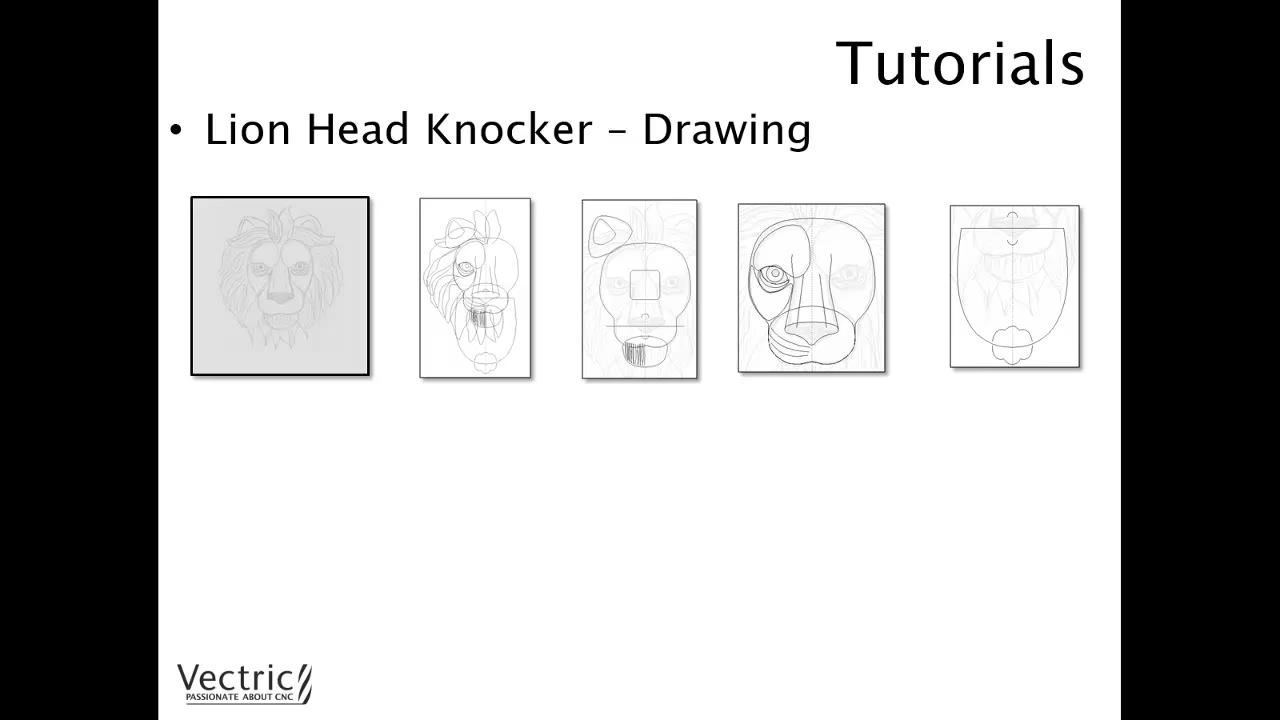 Tutorials
• Lion Head Knocker – Drawing
Vectric
PASSIONATE ABOUT CNC